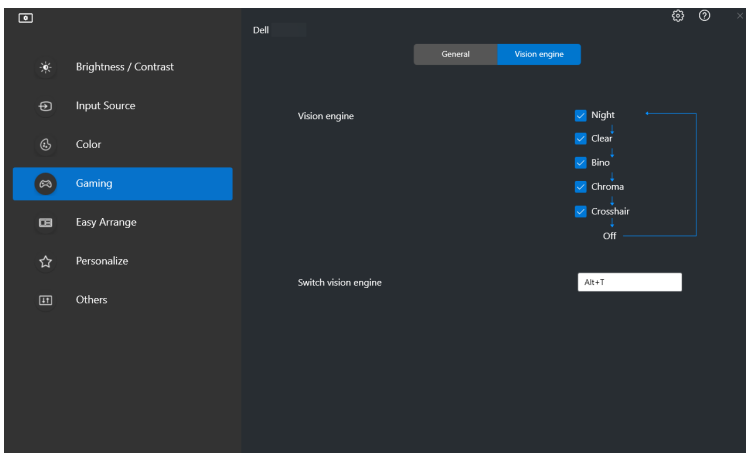 Dell
General
Vision engine
Brightness / Contrast
Input Source
Color
Gaming
Easy Arrange
Personalize
Others
Vision engine
Night
Clear
Bino
Chroma
Crosshair
Off
Switch vision engine
Alt+T